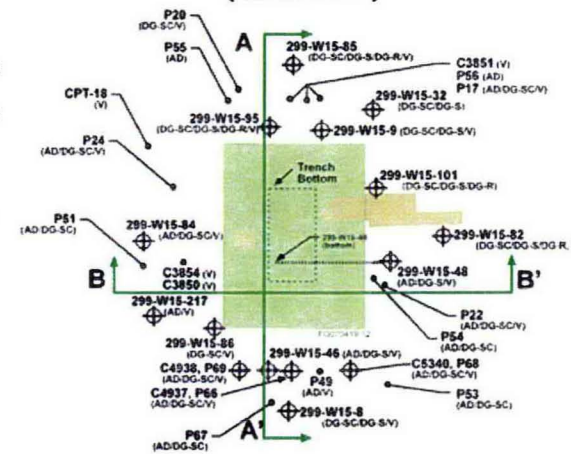 P20
(DG-SC/V)
A
299-W15-85
(DG-SC/DG-S/DG-R/V)
P55
(AD)
C3851 (V)
P56 (AD)
P17 (AD/DG-SC/V)
CPT-18
(V)
299-W15-32
(DG-SC/DG-S)
299-W15-95
(DG-SC/DG-S/DG-R/V)
299-W15-9 (DG-SC/DG-S/V)
P24
(AD/DG-SC/V)
Trench
Bottom
299-W15-101
(DG-SC/DG-S/DG-R)
P51
(AD/DG-SC)
299-W15-84
(AD/DG-SC/V)
299-W15-48
(bottom)
299-W15-82
(DG-SC/DG-S/DG-R,
C3854 (V)
C3850 (V)
299-W15-48
(AD/DG-S/V)
B
B'
299-W15-217
(AD/V)
P22
(AD/DG-SC/V)
P54
(AD/DG-SC)
299-W15-86
(DG-SC/V)
299-W15-46 (AD/DG-S/V)
C4938, P69
(AD/DG-SC/V)
C5340, P68
(AD/DG-SC/V)
P49
(AD/V)
C4937, P66
(AD/DG-SC/V)
P53
(AD/DG-SC)
299-W15-8
(DG-SC/DG-S/V)
P67
(AD/DG-SC)
A'